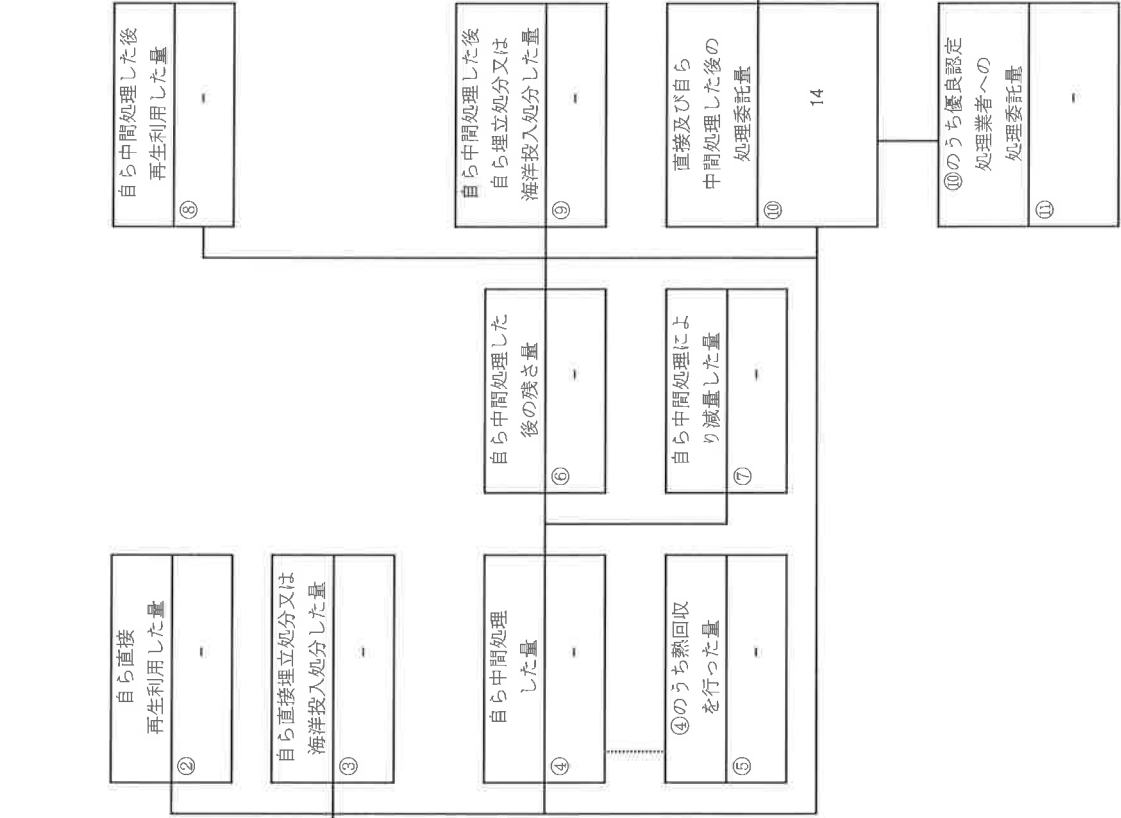 自ら直接
再生利用した量
②
-
自ら直接埋立処分又は
海洋投入処分した量
③
-
自ら中間処理
した量
④
-
④のうち熱回収
を行った量
⑤
-
自ら中間処理した
後の残さ量
⑥
-
自ら中間処理によ
り減量した量
⑦
-
自ら中間処理した後
再生利用した量
⑧
-
自ら中間処理した後
自ら埋立処分又は
海洋投入処分した量
⑨
-
直接及び自ら
中間処理した後の
処理委託量
⑩
14
⑩のうち優良認定
処理業者への
処理委託量
⑪
-